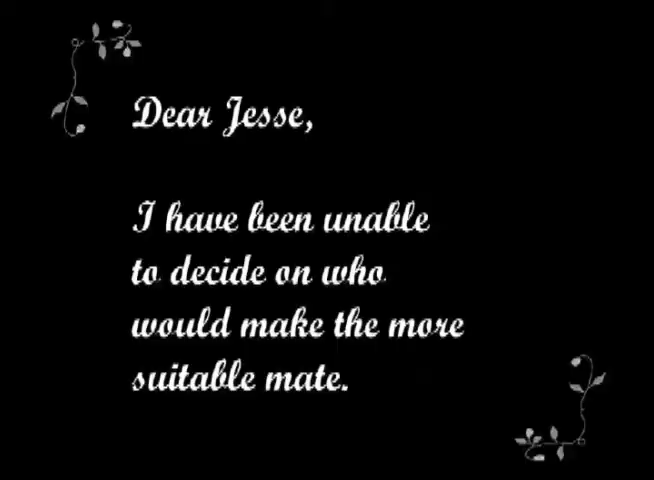 Dear Jesse,
I have been unable
to decide on who
would make the more
suitable mate.